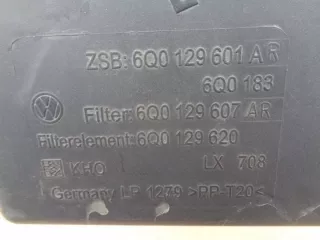 ZSB: 6Q0 129 601 AR
6Q0 183
Filter: 6Q0 129 607 AR
Filterelement: 6Q0 129 620
KHO LX 708
Germany LP 1279 >PP-T20<